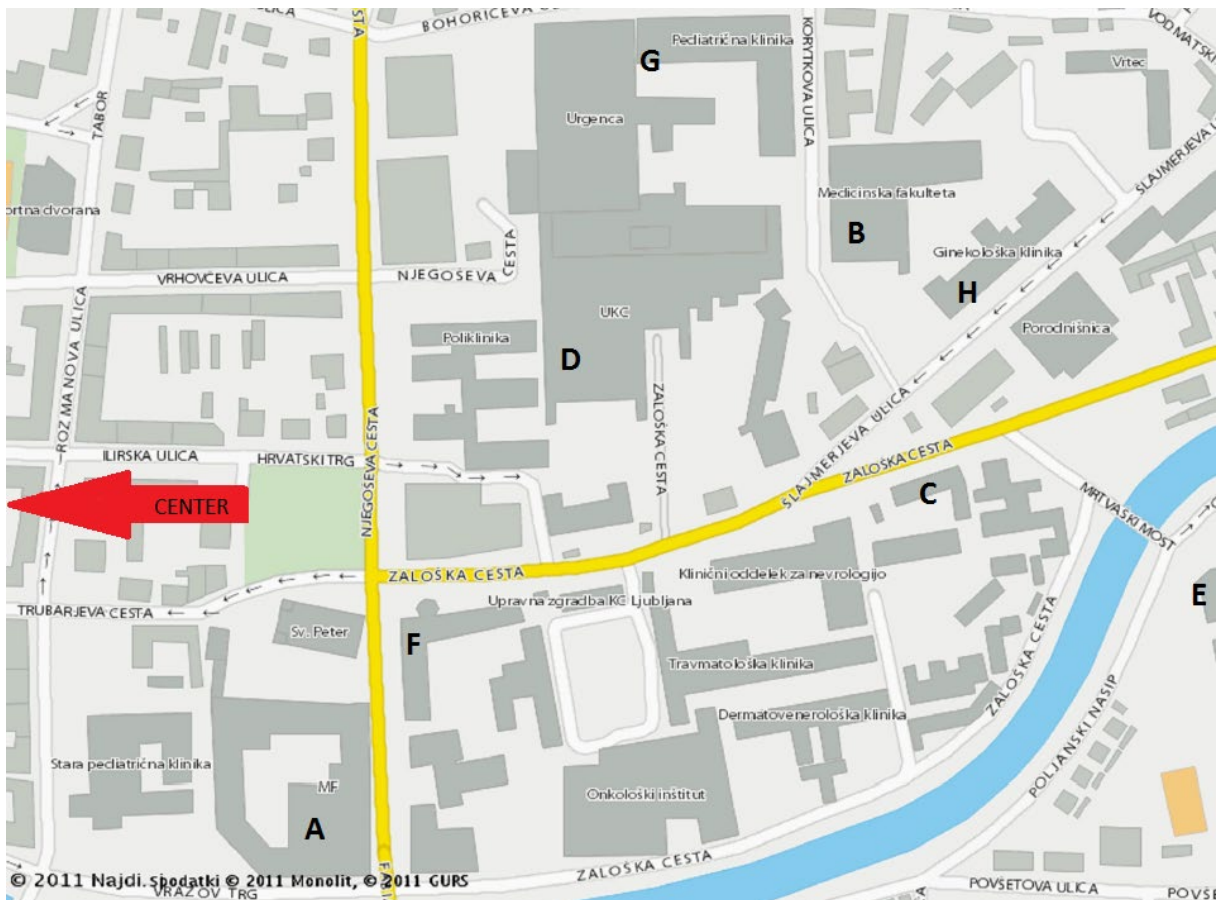 CESTA
BOHORIČEVA U
G
Pediatrična klinika
KORYTKOVA ULICA
VODMATSKI
Vrtec
TABOR
Urgenca
ŠLAJMERJEVA U
Medicinska fakulteta
B
ortna dvorana
Ginekološka klinika
VRHOVČEVA ULICA
NJEGOŠEVA CESTA
H
UKC
Porodnišnica
Poliklinika
D
ROZMANOVA ULICA
ZALOŠKA CESTA
ŠLAJMERJEVA ULICA
ILIRSKA ULICA
HRVATSKI TRG
NJEGOŠEVA CESTA
ZALOŠKA CESTA
C
CENTER
MRTVAŠKI MOST
ZALOŠKA CESTA
Klinični oddelek za nevrologijo
E
Upravna zgradba KC Ljubljana
TRUBARJEVA CESTA
Sv. Peter
F
Travmatološka klinika
ZALOŠKA CESTA
Dermatovenerološka klinika
POLJANSKI NASIP
Stara pediatrična klinika
MF
Onkološki inštitut
A
ZALOŠKA CESTA
© 2011 Najdi.si podatki © 2011 Monolit, © 2011 GURS
VRAZOV TRG
POVŠETOVA ULICA
POVŠE